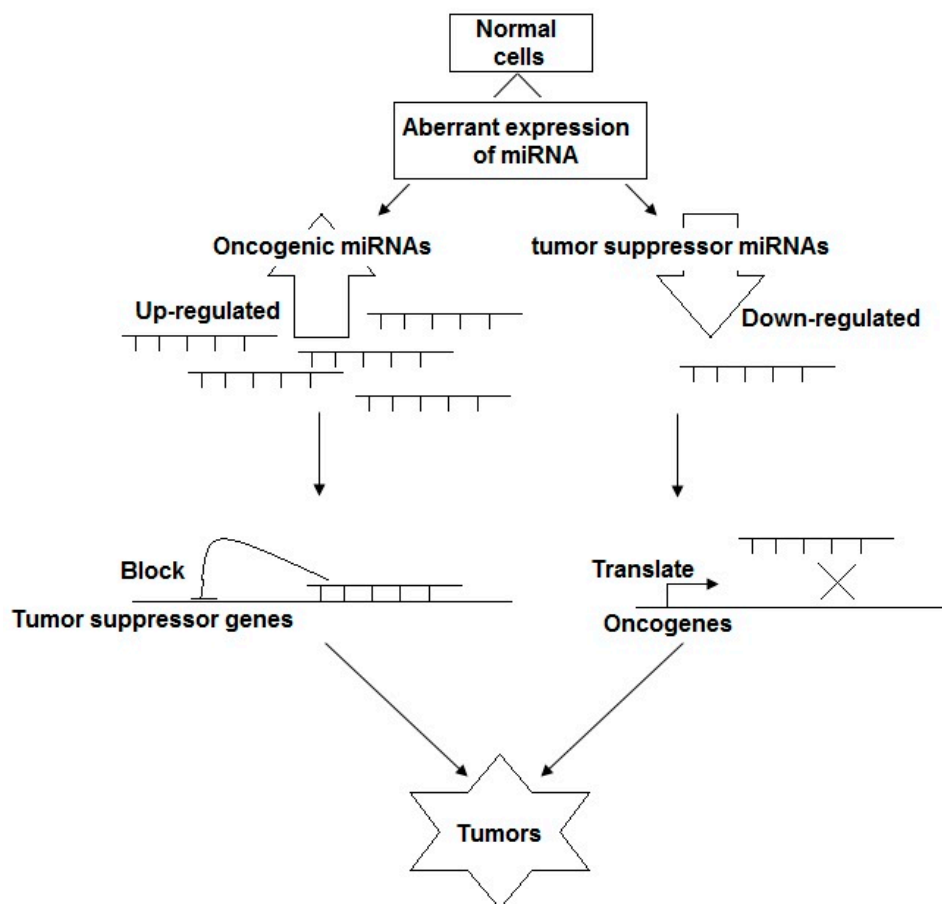 Normal
cells
Aberrant expression
of miRNA
Oncogenic miRNAs
tumor suppressor miRNAs
Up-regulated
Down-regulated
Block
Translate
Tumor suppressor genes
Oncogenes
Tumors